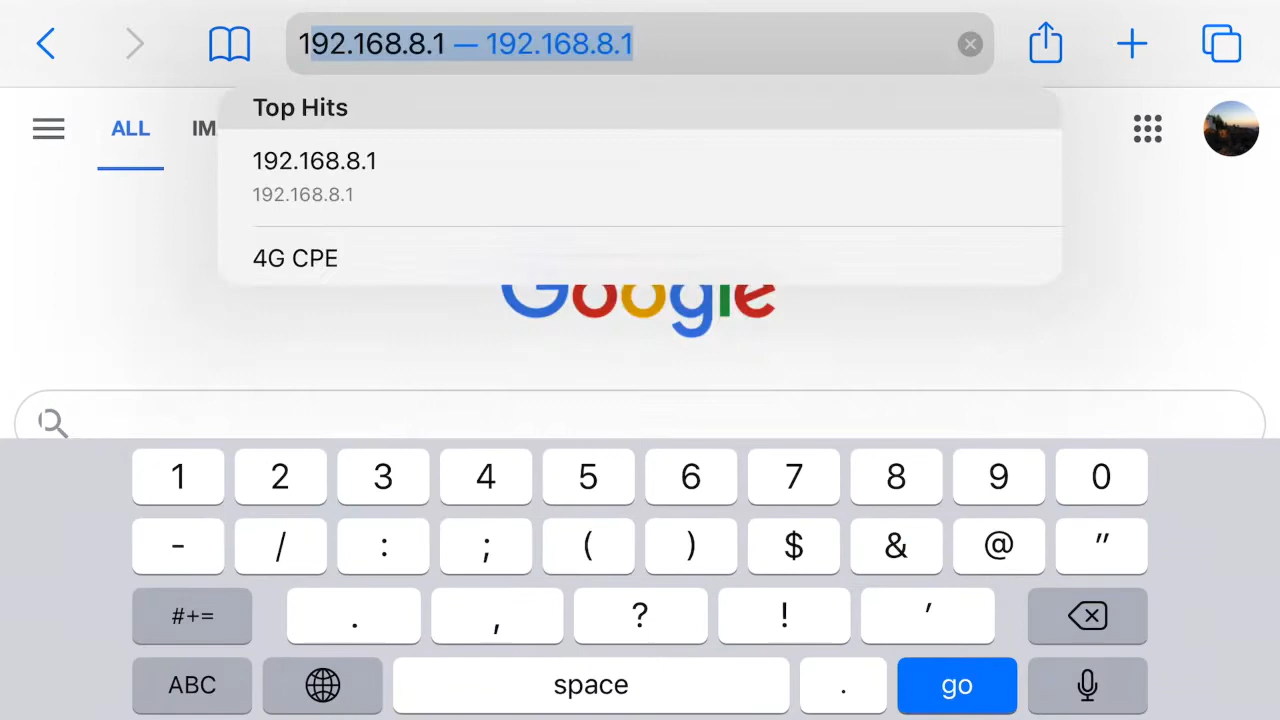 192.168.8.1 — 192.168.8.1
Top Hits
ALL IM
192.168.8.1
192.168.8.1
4G CPE
Google
1 2 3 4 5 6 7 8 9 0
- / : ; ( ) $ & @ "
#+= . , ? ! '
ABC space . go